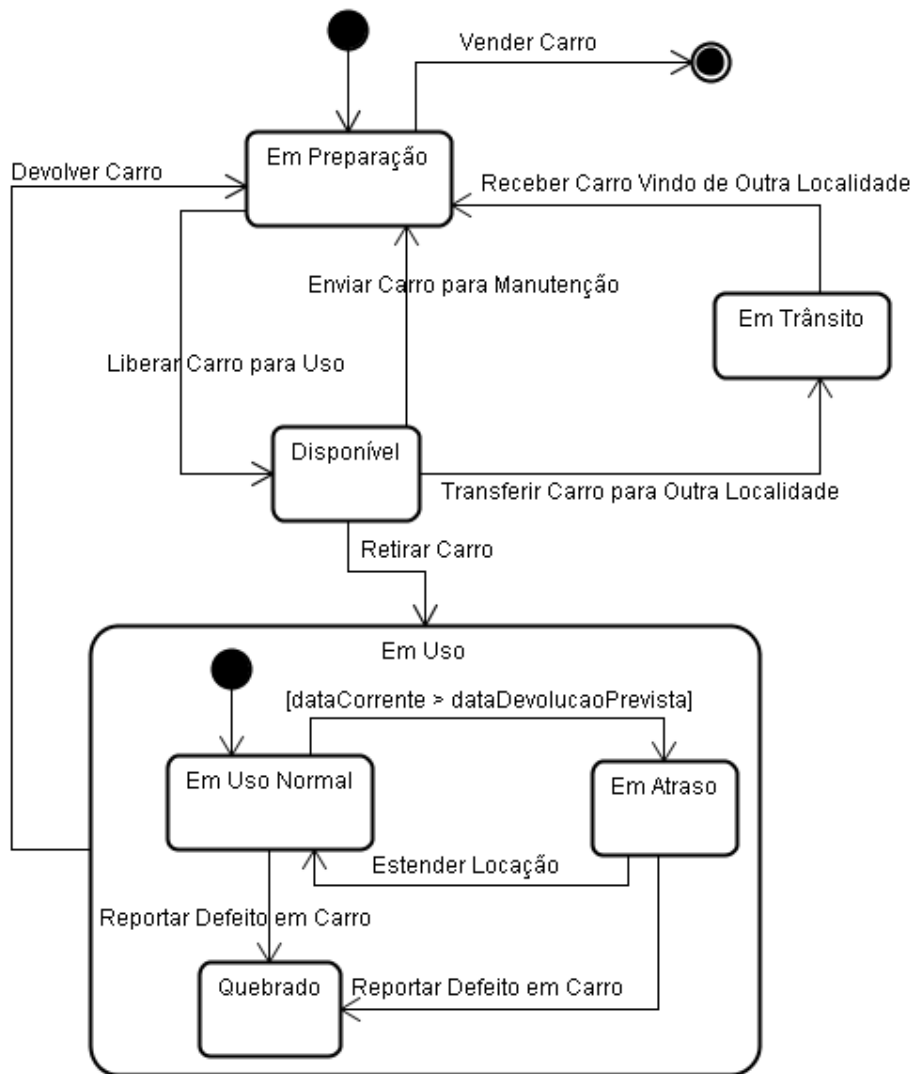 Vender Carro
Em Preparação
Devolver Carro
Receber Carro Vindo de Outra Localidade
Enviar Carro para Manutenção
Em Trânsito
Liberar Carro para Uso
Disponível
Transferir Carro para Outra Localidade
Retirar Carro
Em Uso
[dataCorrente > dataDevolucaoPrevista]
Em Uso Normal
Em Atraso
Estender Locação
Reportar Defeito em Carro
Quebrado
Reportar Defeito em Carro